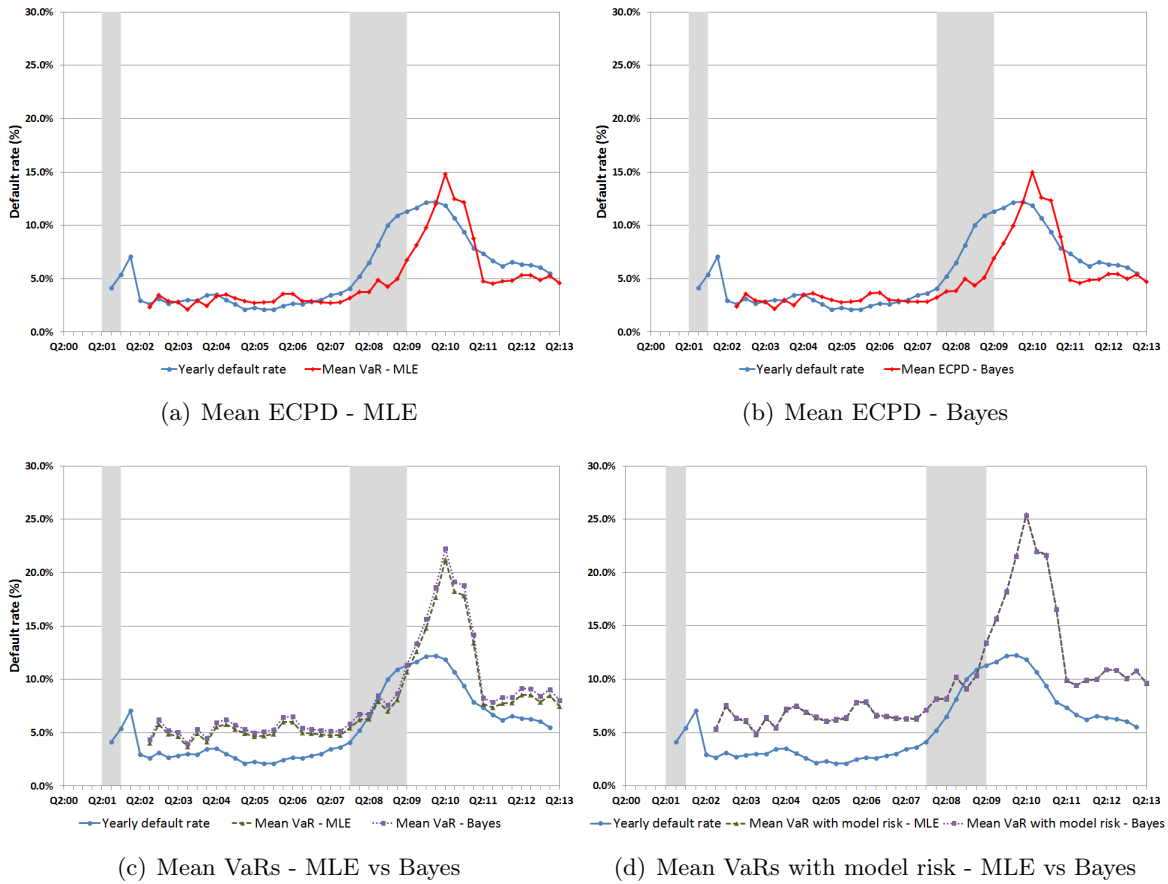 30.0%
25.0%
20.0%
15.0%
10.0%
5.0%
0.0%
Default rate (%)
Q2:00 Q2:01 Q2:02 Q2:03 Q2:04 Q2:05 Q2:06 Q2:07 Q2:08 Q2:09 Q2:10 Q2:11 Q2:12 Q2:13
Yearly default rate Mean VaR - MLE
(a) Mean ECPD - MLE
30.0%
25.0%
20.0%
15.0%
10.0%
5.0%
0.0%
Default rate (%)
Q2:00 Q2:01 Q2:02 Q2:03 Q2:04 Q2:05 Q2:06 Q2:07 Q2:08 Q2:09 Q2:10 Q2:11 Q2:12 Q2:13
Yearly default rate Mean ECPD - Bayes
(b) Mean ECPD - Bayes
30.0%
25.0%
20.0%
15.0%
10.0%
5.0%
0.0%
Default rate (%)
Q2:00 Q2:01 Q2:02 Q2:03 Q2:04 Q2:05 Q2:06 Q2:07 Q2:08 Q2:09 Q2:10 Q2:11 Q2:12 Q2:13
Yearly default rate Mean VaR - MLE Mean VaR - Bayes
(c) Mean VaRs - MLE vs Bayes
30.0%
25.0%
20.0%
15.0%
10.0%
5.0%
0.0%
Default rate (%)
Q2:00 Q2:01 Q2:02 Q2:03 Q2:04 Q2:05 Q2:06 Q2:07 Q2:08 Q2:09 Q2:10 Q2:11 Q2:12 Q2:13
Yearly default rate Mean VaR with model risk - MLE Mean VaR with model risk - Bayes
(d) Mean VaRs with model risk - MLE vs Bayes